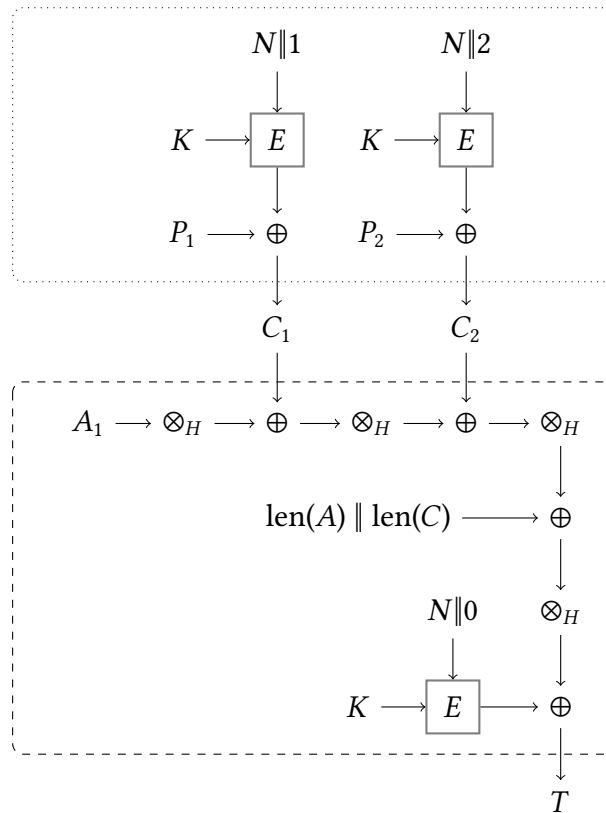 N∥1 N∥2
K E K E
P₁ ⊕ P₂ ⊕
C₁ C₂
A₁ ⊗H ⊕ ⊗H ⊕ ⊗H
len(A) ∥ len(C) ⊕
N∥0 ⊗H
K E ⊕
T